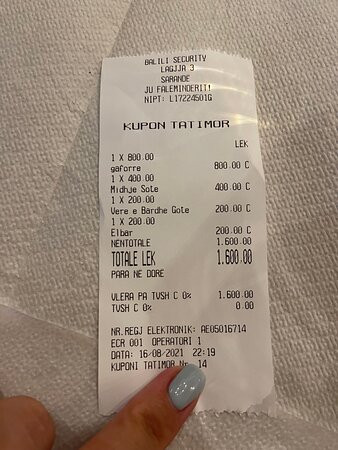 BALILI SECURITY
LAGJJA 3
SARANDE
JU FALEMINDERIT!
NIPT: L17224501G
KUPON TATIMOR
LEK
1 X 800.00
gaforre 800.00 C
1 X 400.00
Midhje Sote 400.00 C
1 X 200.00
Vere e Bardhe Gote 200.00 C
1 X 200.00
Elbar 200.00 C
NENTOTALE 1.600.00
TOTALE LEK 1.600.00
PARA NE DORE
VLERA PA TVSH C 0% 1.600.00
TVSH C 0% 0.00
NR.REGJ ELEKTRONIK: AE05016714
ECR 001 OPERATORI 1
DATA: 16/08/2021 22:19
KUPONI TATIMOR Nr. 14